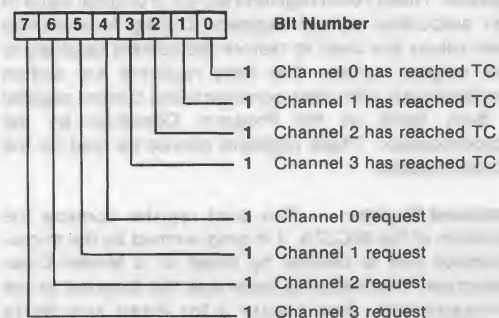 7 6 5 4 3 2 1 0 Bit Number
1 Channel 0 has reached TC
1 Channel 1 has reached TC
1 Channel 2 has reached TC
1 Channel 3 has reached TC
1 Channel 0 request
1 Channel 1 request
1 Channel 2 request
1 Channel 3 request